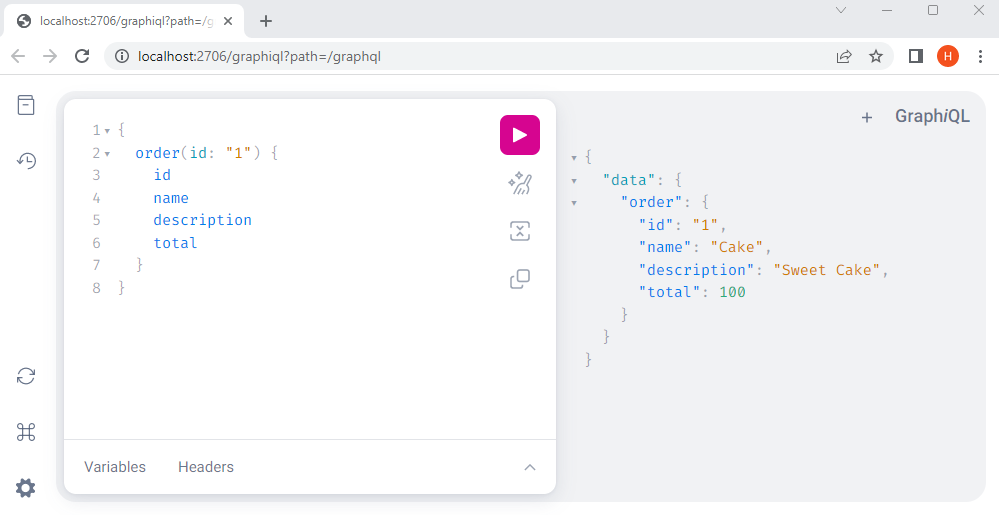 localhost:2706/graphiql?path=/g
localhost:2706/graphiql?path=/graphql
H
GraphiQL
1 {
2 order(id: "1") {
3 id
4 name
5 description
6 total
7 }
8 }
{
"data": {
"order": {
"id": "1",
"name": "Cake",
"description": "Sweet Cake",
"total": 100
}
}
}
Variables Headers